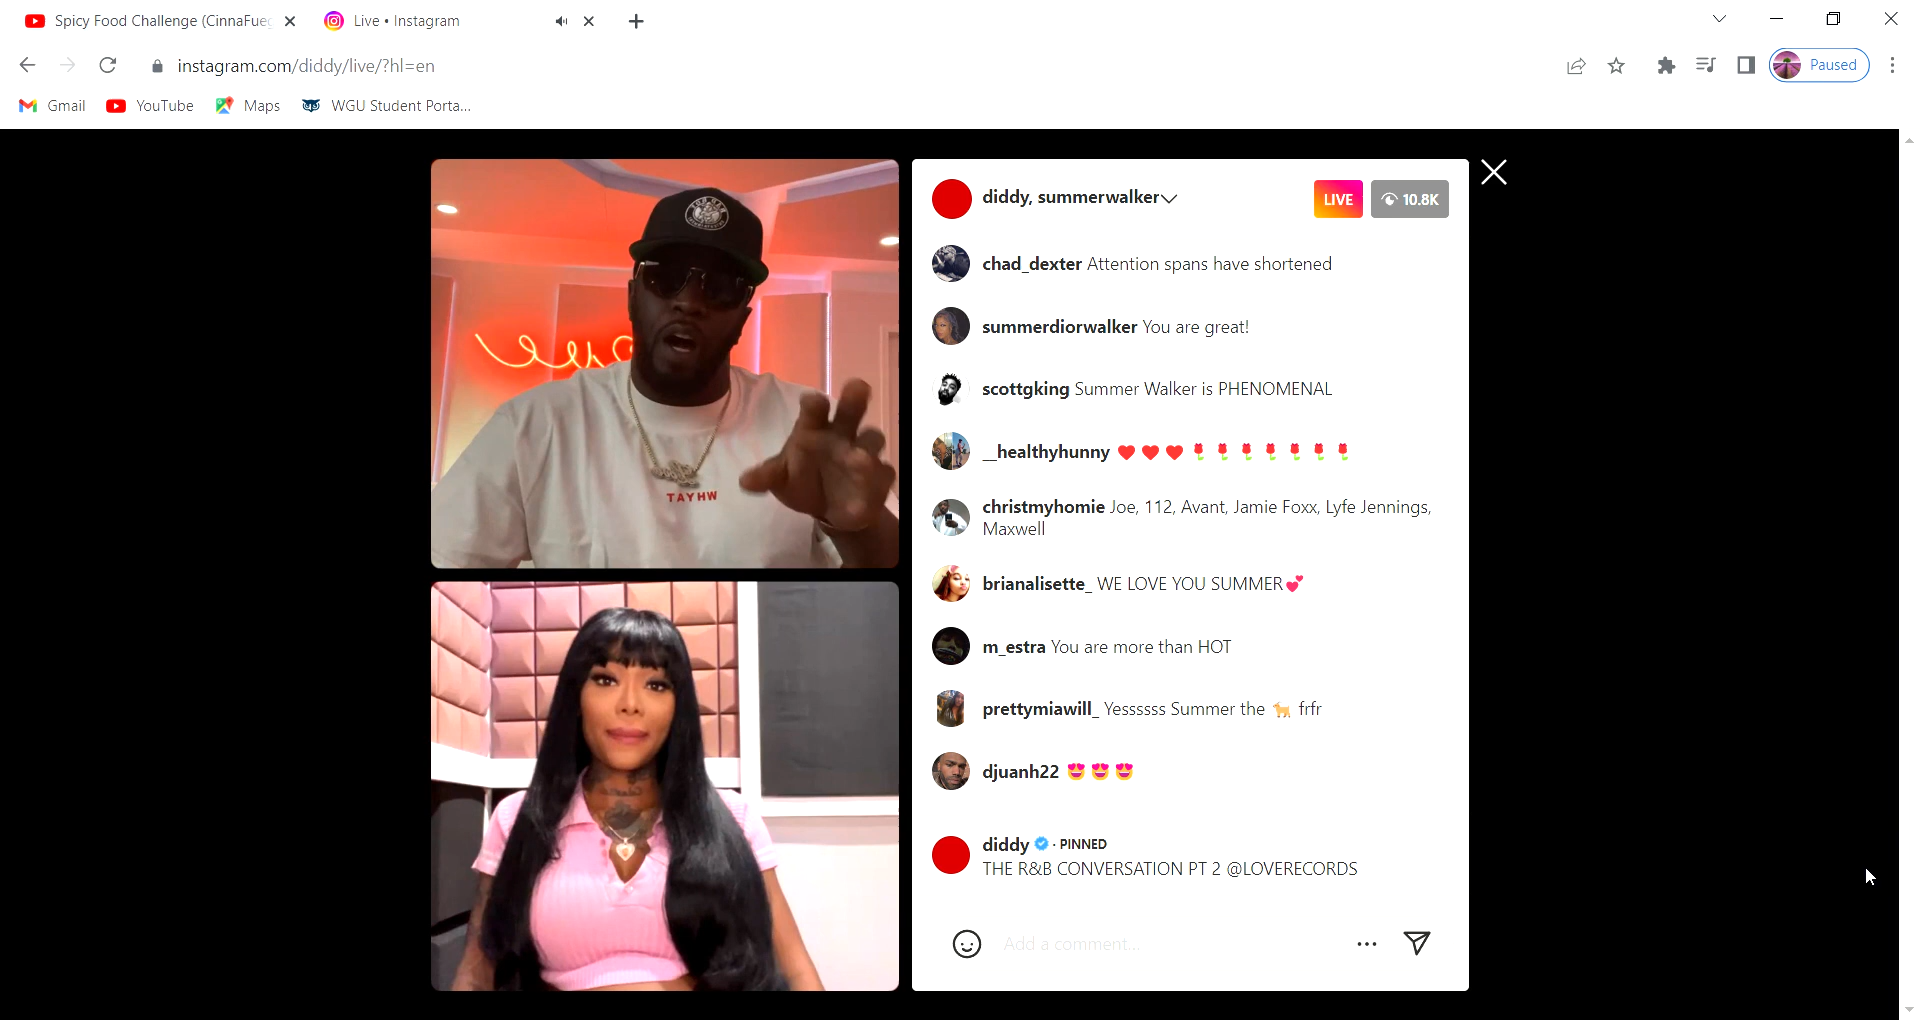 Spicy Food Challenge (CinnaFueg
Live • Instagram
instagram.com/diddy/live/?hl=en
Paused
Gmail
YouTube
Maps
WGU Student Porta...
TAYHW
diddy, summerwalker
LIVE
10.8K
chad_dexter Attention spans have shortened
summerdiorwalker You are great!
scottgking Summer Walker is PHENOMENAL
__healthyhunny ❤️ ❤️ ❤️ 🌹 🌹 🌹 🌹 🌹 🌹 🌹
christmyhomie Joe, 112, Avant, Jamie Foxx, Lyfe Jennings,
Maxwell
brianalisette_ WE LOVE YOU SUMMER💕
m_estra You are more than HOT
prettymiawill_ Yessssss Summer the 🐐 frfr
djuanh22 😍 😍 😍
diddy · PINNED
THE R&B CONVERSATION PT 2 @LOVERECORDS
Add a comment...